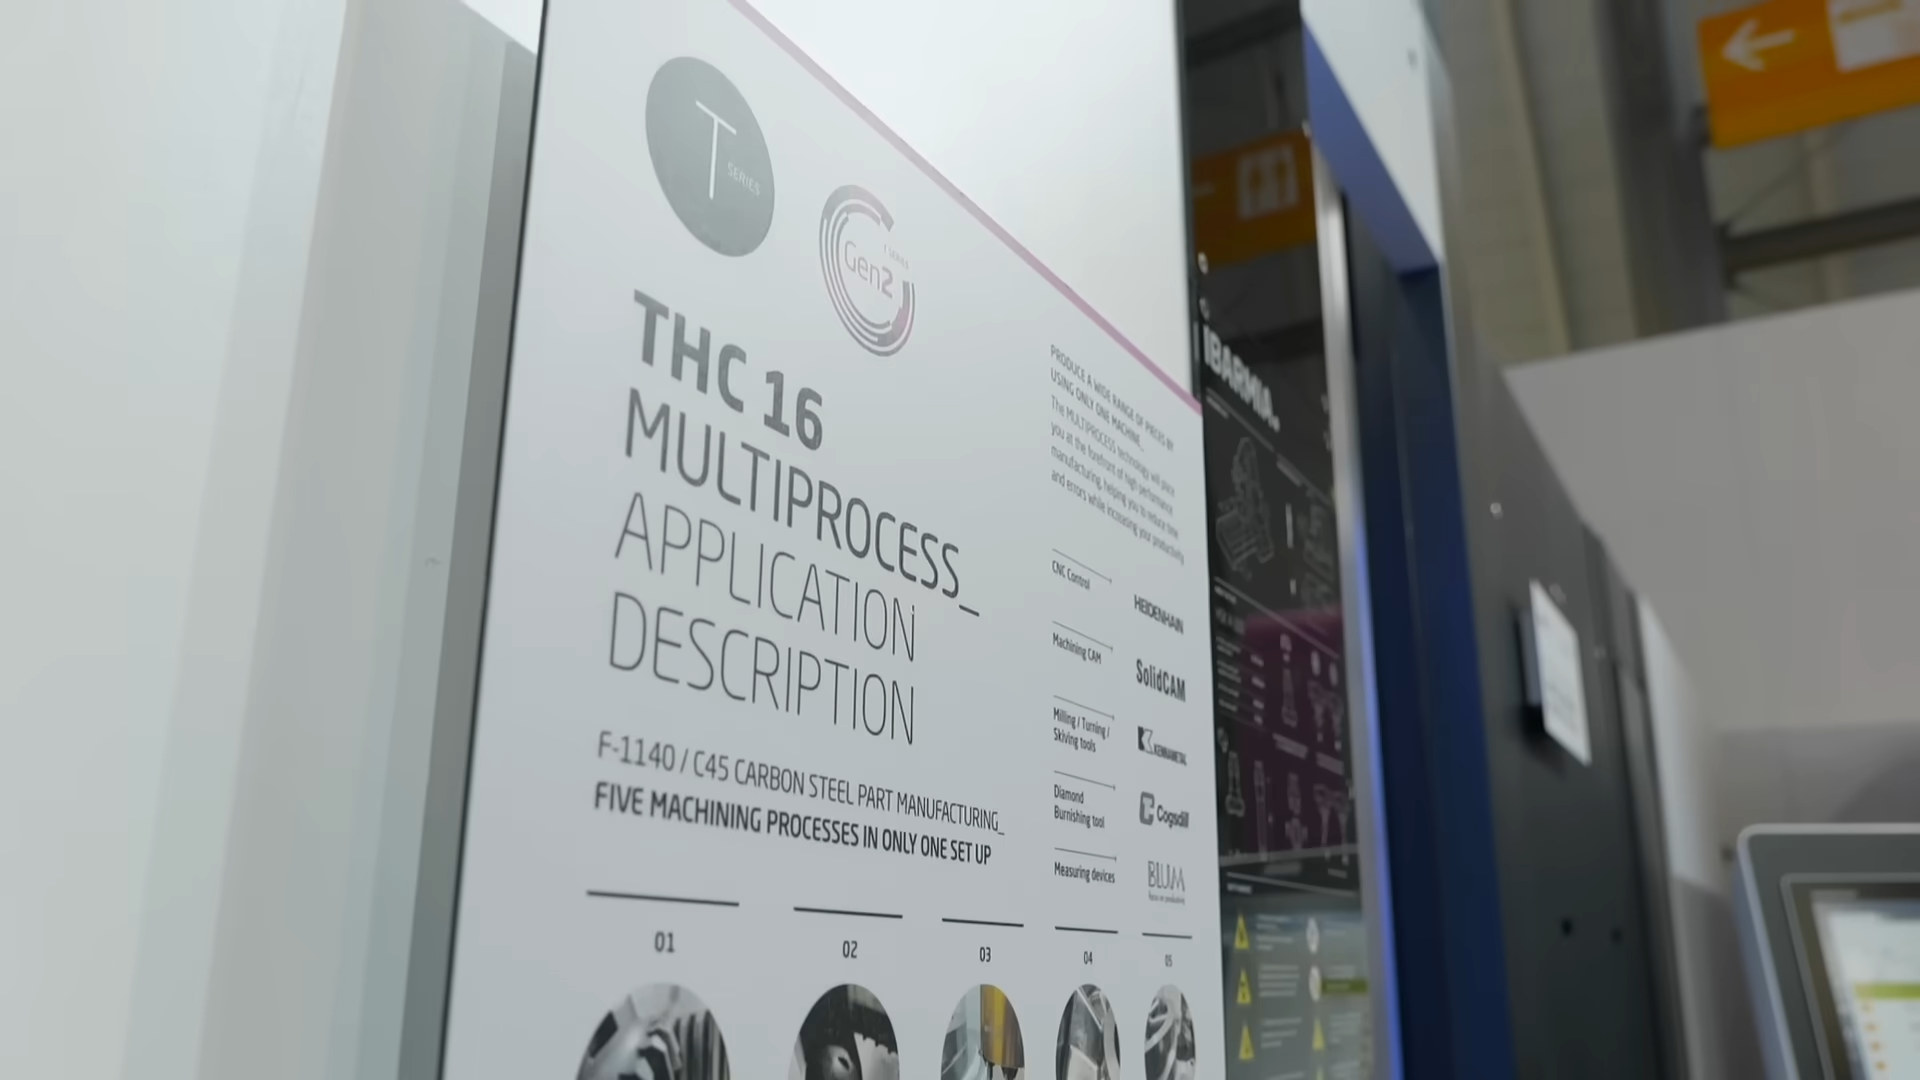 T
SERIES
T SERIES
Gen2
THC 16
MULTIPROCESS_
APPLICATION
DESCRIPTION
F-1140 / C45 CARBON STEEL PART MANUFACTURING_
FIVE MACHINING PROCESSES IN ONLY ONE SET UP
PRODUCE A WIDE RANGE OF PIECES BY
USING ONLY ONE MACHINE_
The MULTIPROCESS technology will place
you at the forefront of high performance
manufacturing, helping you to reduce time
and errors while increasing your productivity
CNC Control
HEIDENHAIN
Machining CAM
SolidCAM
Milling / Turning /
Skiving tools
KENNAMETAL
Diamond
Burnishing tool
Cogsdill
Measuring devices
BLUM
focus on productivity
01
02
03
04
05
IBARMIA